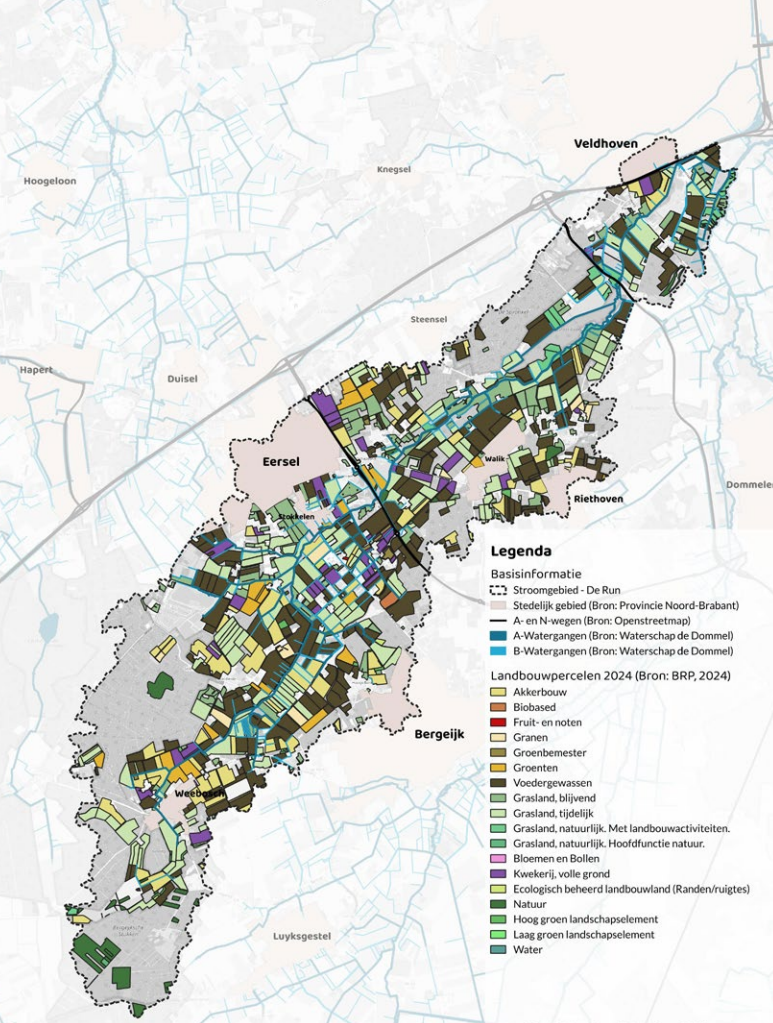 Veldhoven
Knegsel
Hoogeloon
Steensel
Hapert
Duisel
Eersel
Walik
Dommelen
Riethoven
Stokkelen
Bergeijk
Weebosch
Luyksgestel
Legenda
Basisinformatie
Stroomgebied - De Run
Stedelijk gebied (Bron: Provincie Noord-Brabant)
A- en N-wegen (Bron: Openstreetmap)
A-Watergangen (Bron: Waterschap de Dommel)
B-Watergangen (Bron: Waterschap de Dommel)
Landbouwpercelen 2024 (Bron: BRP, 2024)
Akkerbouw
Biobased
Fruit- en noten
Granen
Groenbemester
Groenten
Voedergewassen
Grasland, blijvend
Grasland, tijdelijk
Grasland, natuurlijk. Met landbouwactiviteiten.
Grasland, natuurlijk. Hoofdfunctie natuur.
Bloemen en Bollen
Kwekerij, volle grond
Ecologisch beheerd landbouwland (Randen/ruigtes)
Natuur
Hoog groen landschapselement
Laag groen landschapselement
Water